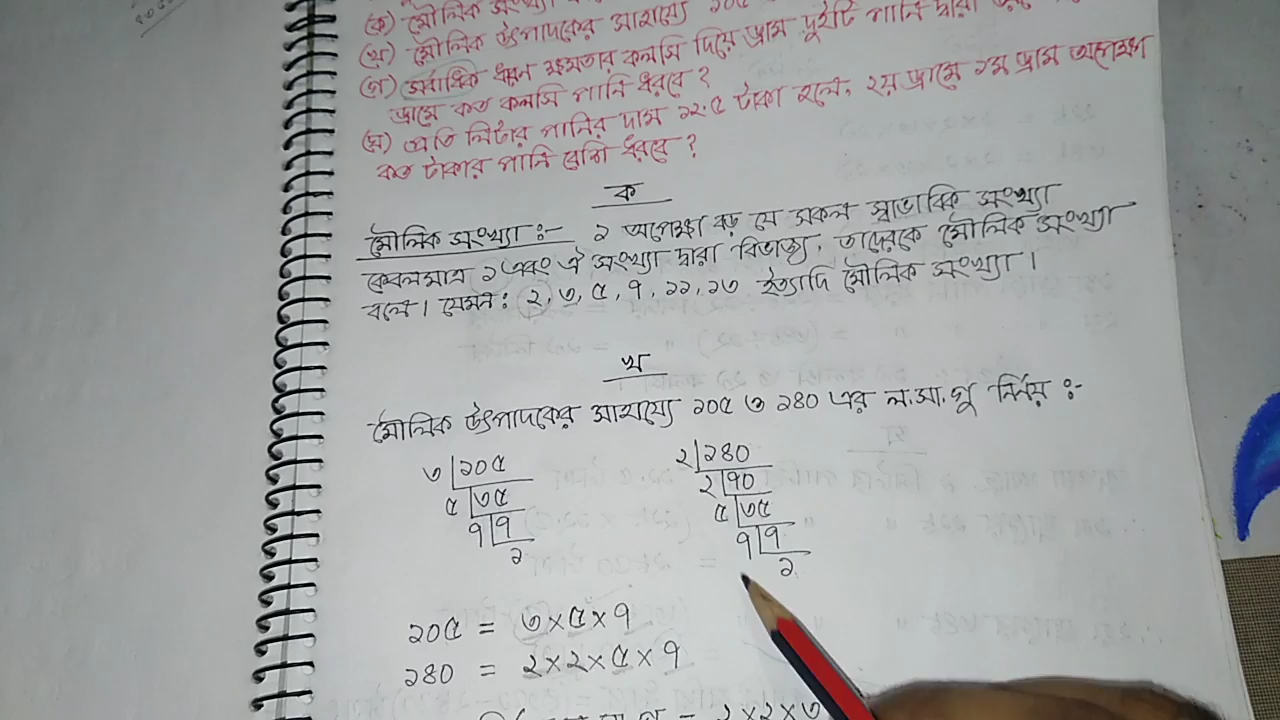 (ক) মৌলিক সংখ্যা
(খ) মৌলিক উৎপাদকের সাহায্যে ১০৫
(গ) সর্বাধিক ধারণ ক্ষমতার কলসি দিয়ে ড্রাম দুইটি পানি দ্বারা
ড্রামে কত কলসি পানি ধরবে ?
(ঘ) প্রতি লিটার পানির দাম ১২.৫ টাকা হলে, ২য় ড্রামে ১ম ড্রাম অপেক্ষা
কত টাকার পানি বেশি ধরবে ?
ক
মৌলিক সংখ্যা :- ১ অপেক্ষা বড় যে সকল স্বাভাবিক সংখ্যা
কেবলমাত্র ১ এবং ঐ সংখ্যা দ্বারা বিভাজ্য, তাদেরকে মৌলিক সংখ্যা
বলে। যেমন: ২, ৩, ৫, ৭, ১১, ১৩ ইত্যাদি মৌলিক সংখ্যা।
খ
মৌলিক উৎপাদকের সাহায্যে ১০৫ ও ১৪০ এর ল.সা.গু নির্ণয় :-
৩ ১০৫
৫ ৩৫
৭ ৭
১
২ ১৪০
২ ৭০
৫ ৩৫
৭ ৭
১
১০৫ = ৩×৫×৭
১৪০ = ২×২×৫×৭
= ২×২×৩